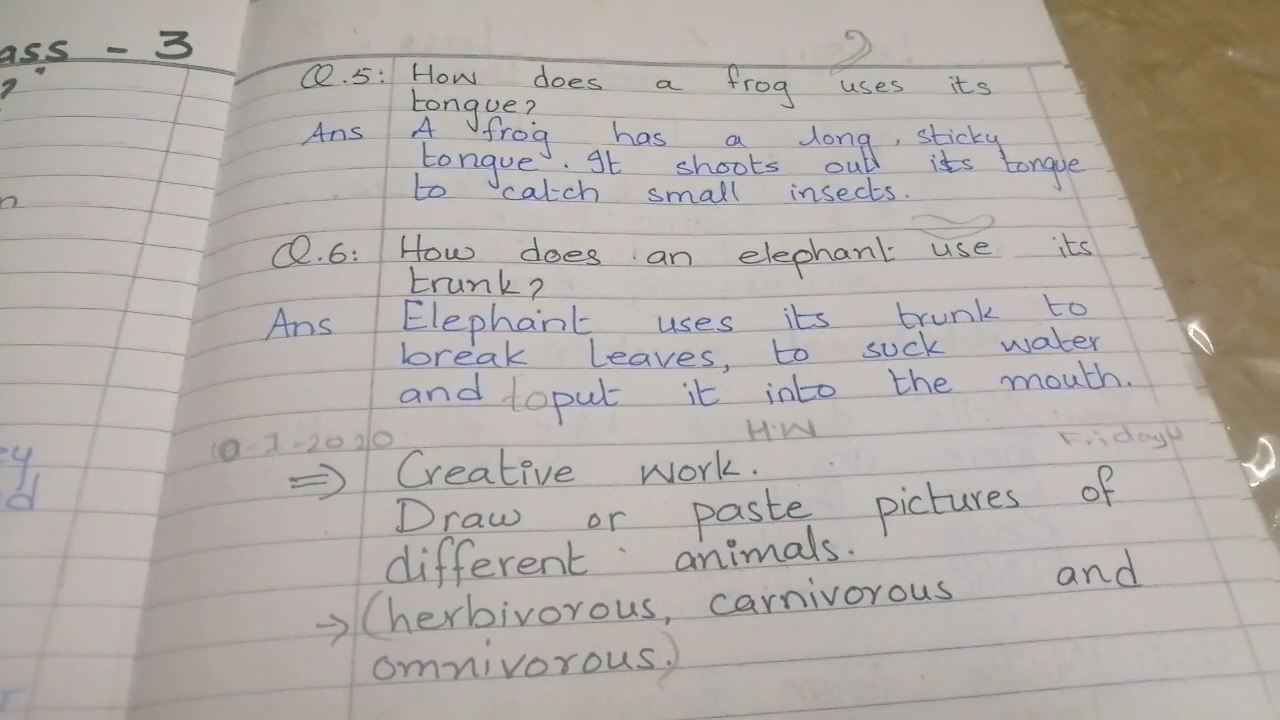 ass - 3
?
Q.5: How does a frog uses its
tongue?
Ans A frog has a long, sticky
tongue. It shoots out its tongue
to catch small insects.
Q.6: How does an elephant use its
trunk?
Ans Elephant uses its trunk to
break leaves, to suck water
and to put it into the mouth.
10-7-2020 H.W Friday
⇒ Creative work.
Draw or paste pictures of
different animals.
→ (herbivorous, carnivorous and
omnivorous.)